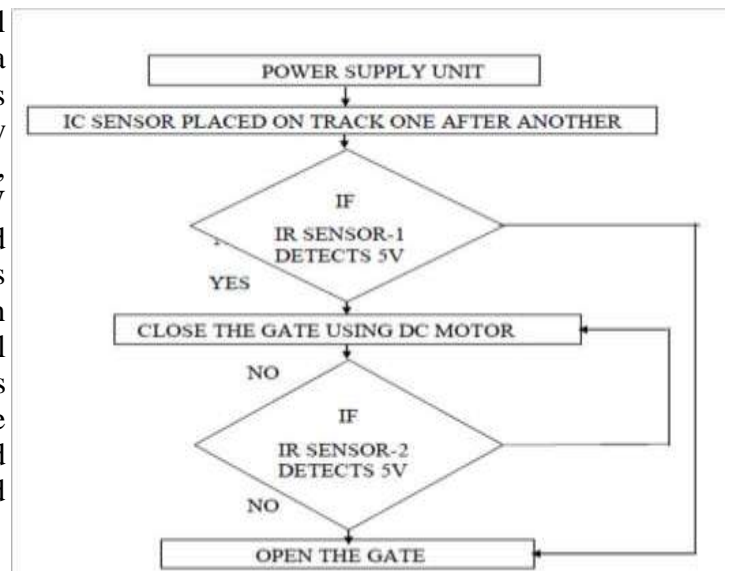 POWER SUPPLY UNIT
IC SENSOR PLACED ON TRACK ONE AFTER ANOTHER
IF
IR SENSOR-1
DETECTS 5V
YES
CLOSE THE GATE USING DC MOTOR
NO
IF
IR SENSOR-2
DETECTS 5V
NO
OPEN THE GATE